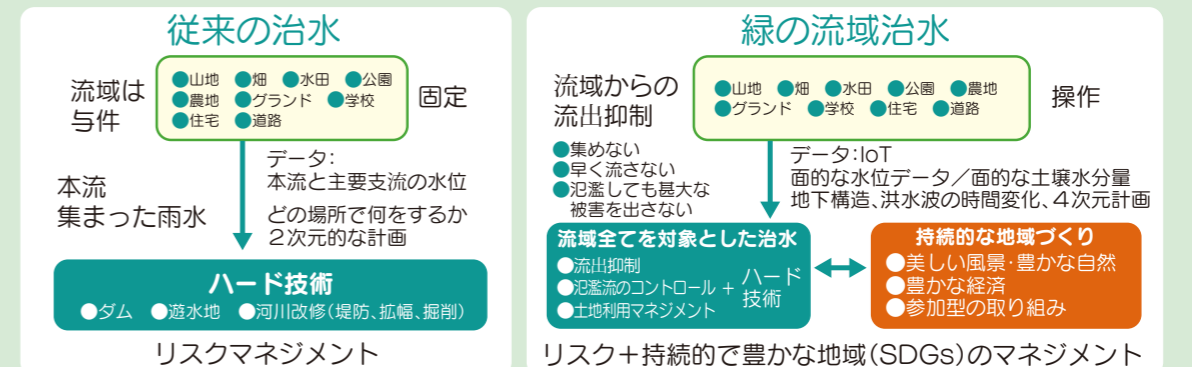 従来の治水
流域は
与件
●山地 ●畑 ●水田 ●公園
●農地 ●グランド ●学校
●住宅 ●道路
固定
データ:
本流と主要支流の水位
どの場所で何をするか
2次元的な計画
本流
集まった雨水
ハード技術
●ダム ●遊水地 ●河川改修(堤防、拡幅、掘削)
リスクマネジメント
緑の流域治水
流域からの
流出抑制
●山地 ●畑 ●水田 ●公園 ●農地
●グランド ●学校 ●住宅 ●道路
操作
●集めない
●早く流さない
●氾濫しても甚大な
被害を出さない
データ:IoT
面的な水位データ/面的な土壌水分量
地下構造、洪水波の時間変化、4次元計画
流域全てを対象とした治水
●流出抑制
●氾濫流のコントロール
●土地利用マネジメント
+ ハード
技術
持続的な地域づくり
●美しい風景・豊かな自然
●豊かな経済
●参加型の取り組み
リスク+持続的で豊かな地域(SDGs)のマネジメント